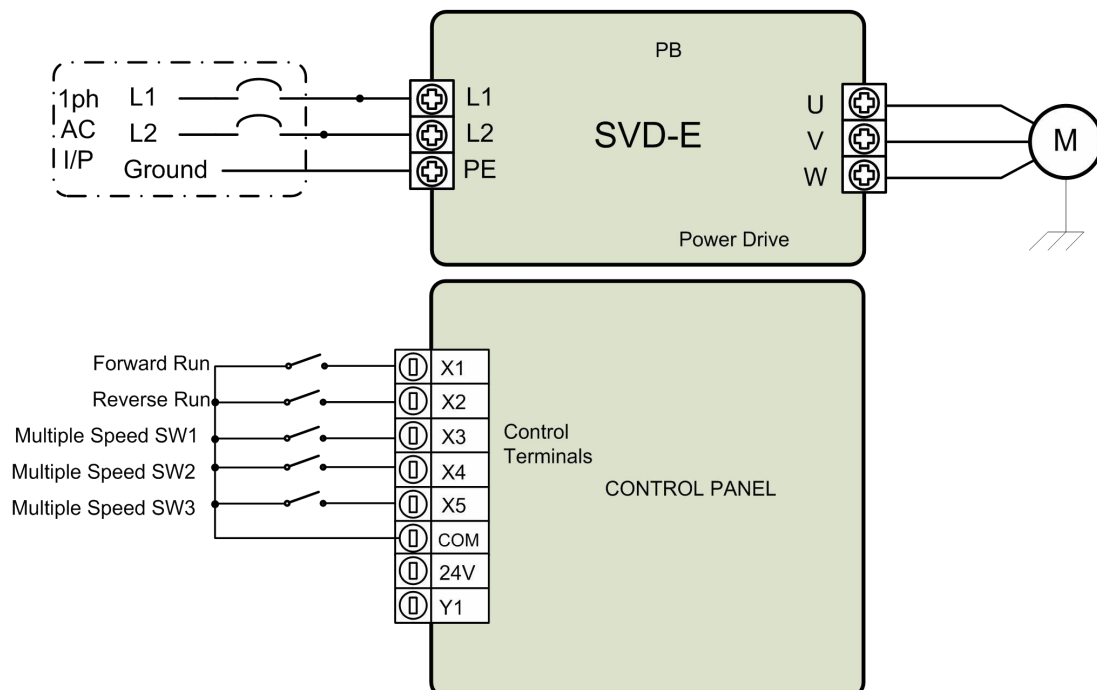 PB
1ph
AC
I/P
L1
L2
Ground
L1
L2
PE
SVD-E
U
V
W
M
Power Drive
Forward Run
Reverse Run
Multiple Speed SW1
Multiple Speed SW2
Multiple Speed SW3
X1
X2
X3
X4
X5
COM
24V
Y1
Control
Terminals
CONTROL PANEL